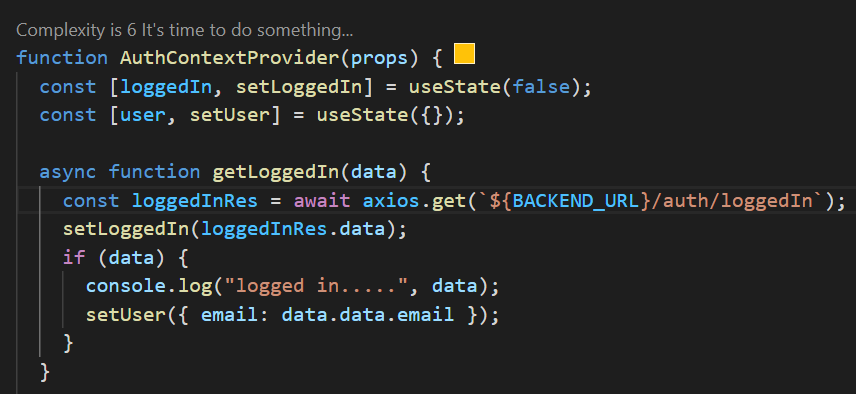 Complexity is 6 It's time to do something...
function AuthContextProvider(props) {
  const [loggedIn, setLoggedIn] = useState(false);
  const [user, setUser] = useState({});

  async function getLoggedIn(data) {
    const loggedInRes = await axios.get(`${BACKEND_URL}/auth/loggedIn`);
    setLoggedIn(loggedInRes.data);
    if (data) {
      console.log("logged in.....", data);
      setUser({ email: data.data.email });
    }
  }